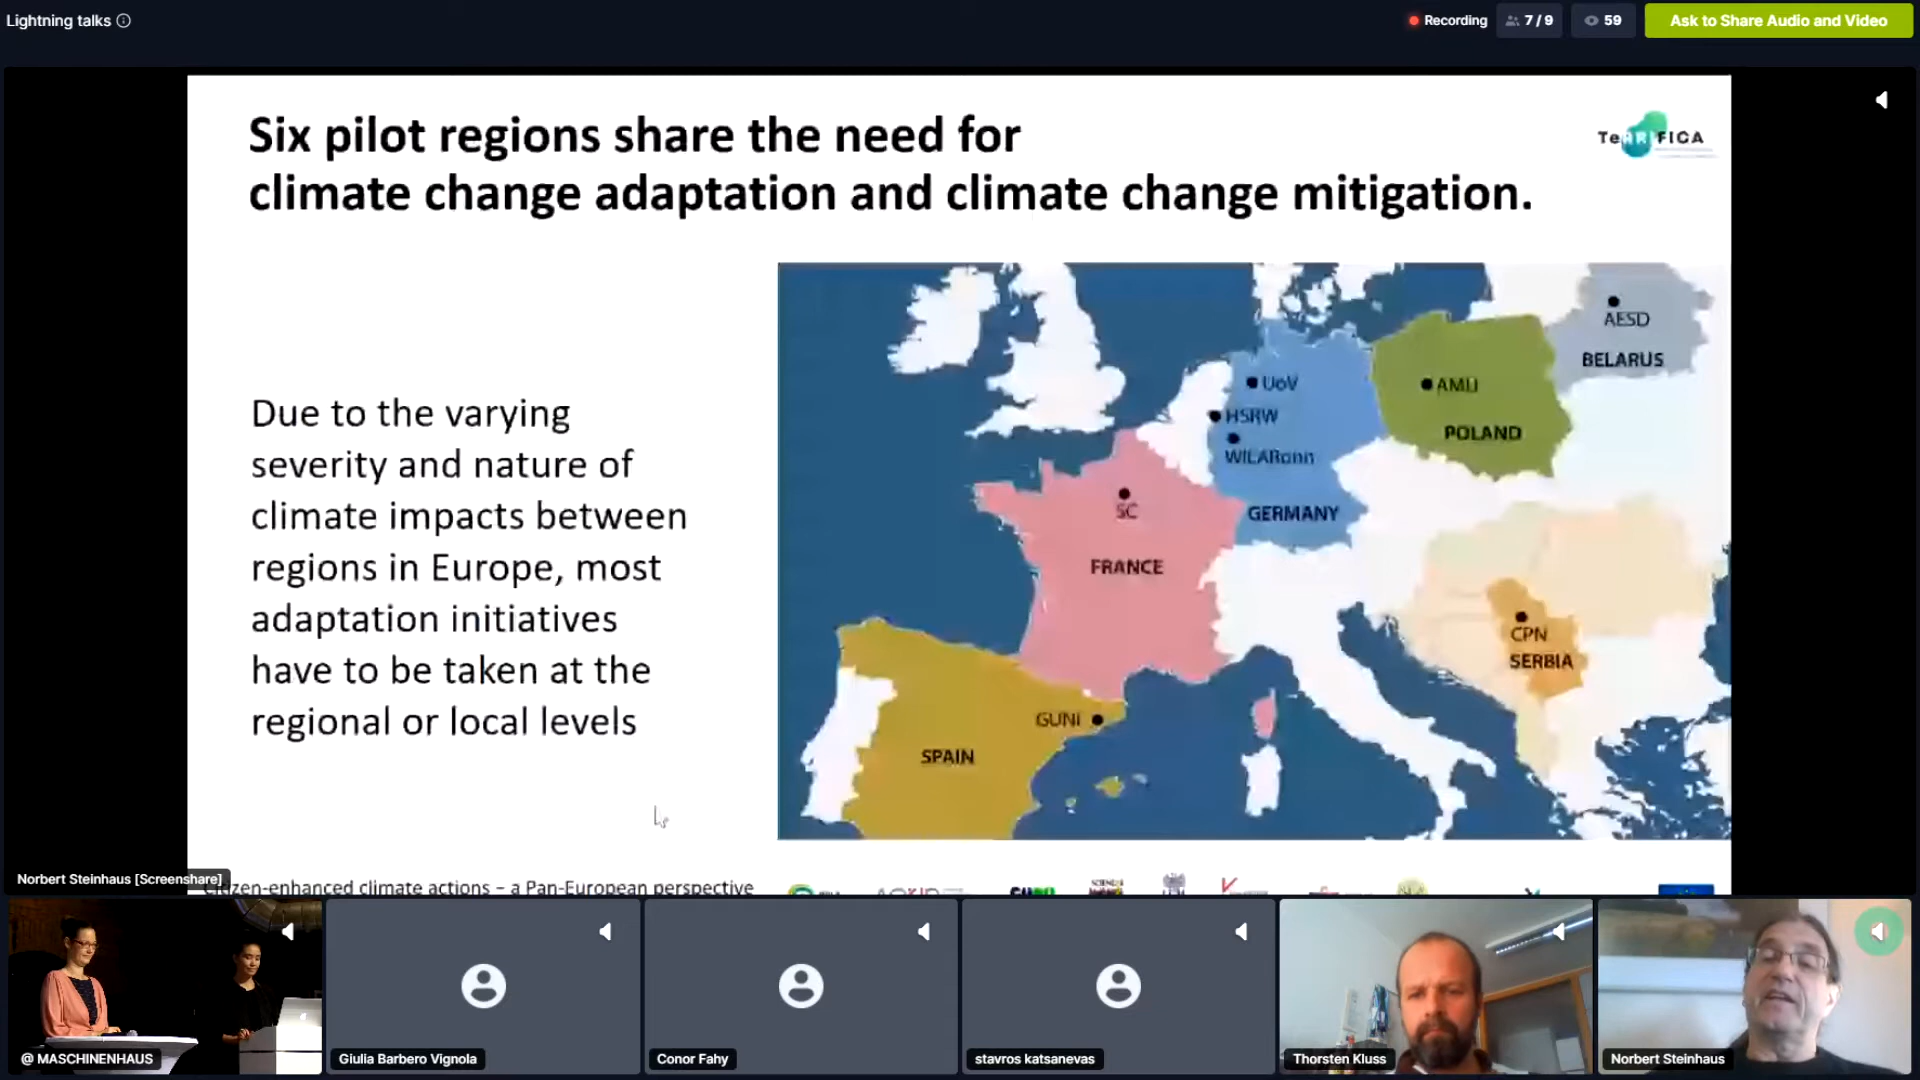 Lightning talks
Recording
7 / 9
59
Ask to Share Audio and Video
Six pilot regions share the need for
climate change adaptation and climate change mitigation.
TeRRIFICA
Due to the varying
severity and nature of
climate impacts between
regions in Europe, most
adaptation initiatives
have to be taken at the
regional or local levels
AESD
BELARUS
UoV
AMU
HSRW
POLAND
WILABonn
SC
GERMANY
FRANCE
CPN
SERBIA
GUNi
SPAIN
Norbert Steinhaus [Screenshare]
Citizen-enhanced climate actions – a Pan-European perspective
@ MASCHINENHAUS
Giulia Barbero Vignola
Conor Fahy
stavros katsanevas
Thorsten Kluss
Norbert Steinhaus